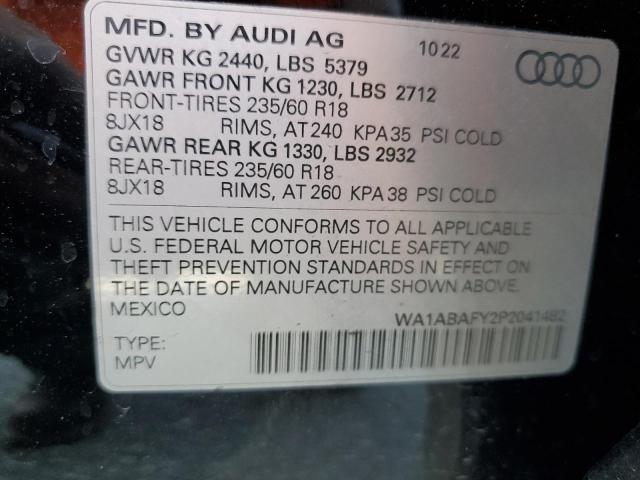 MFD. BY AUDI AG 10 22
GVWR KG 2440, LBS 5379
GAWR FRONT KG 1230, LBS 2712
FRONT-TIRES 235/60 R18
8JX18 RIMS, AT 240 KPA 35 PSI COLD
GAWR REAR KG 1330, LBS 2932
REAR-TIRES 235/60 R18
8JX18 RIMS, AT 260 KPA 38 PSI COLD
THIS VEHICLE CONFORMS TO ALL APPLICABLE
U.S. FEDERAL MOTOR VEHICLE SAFETY AND
THEFT PREVENTION STANDARDS IN EFFECT ON
THE DATE OF MANUFACTURE SHOWN ABOVE.
MEXICO
WA1ABAFY2P2041482
TYPE:
MPV